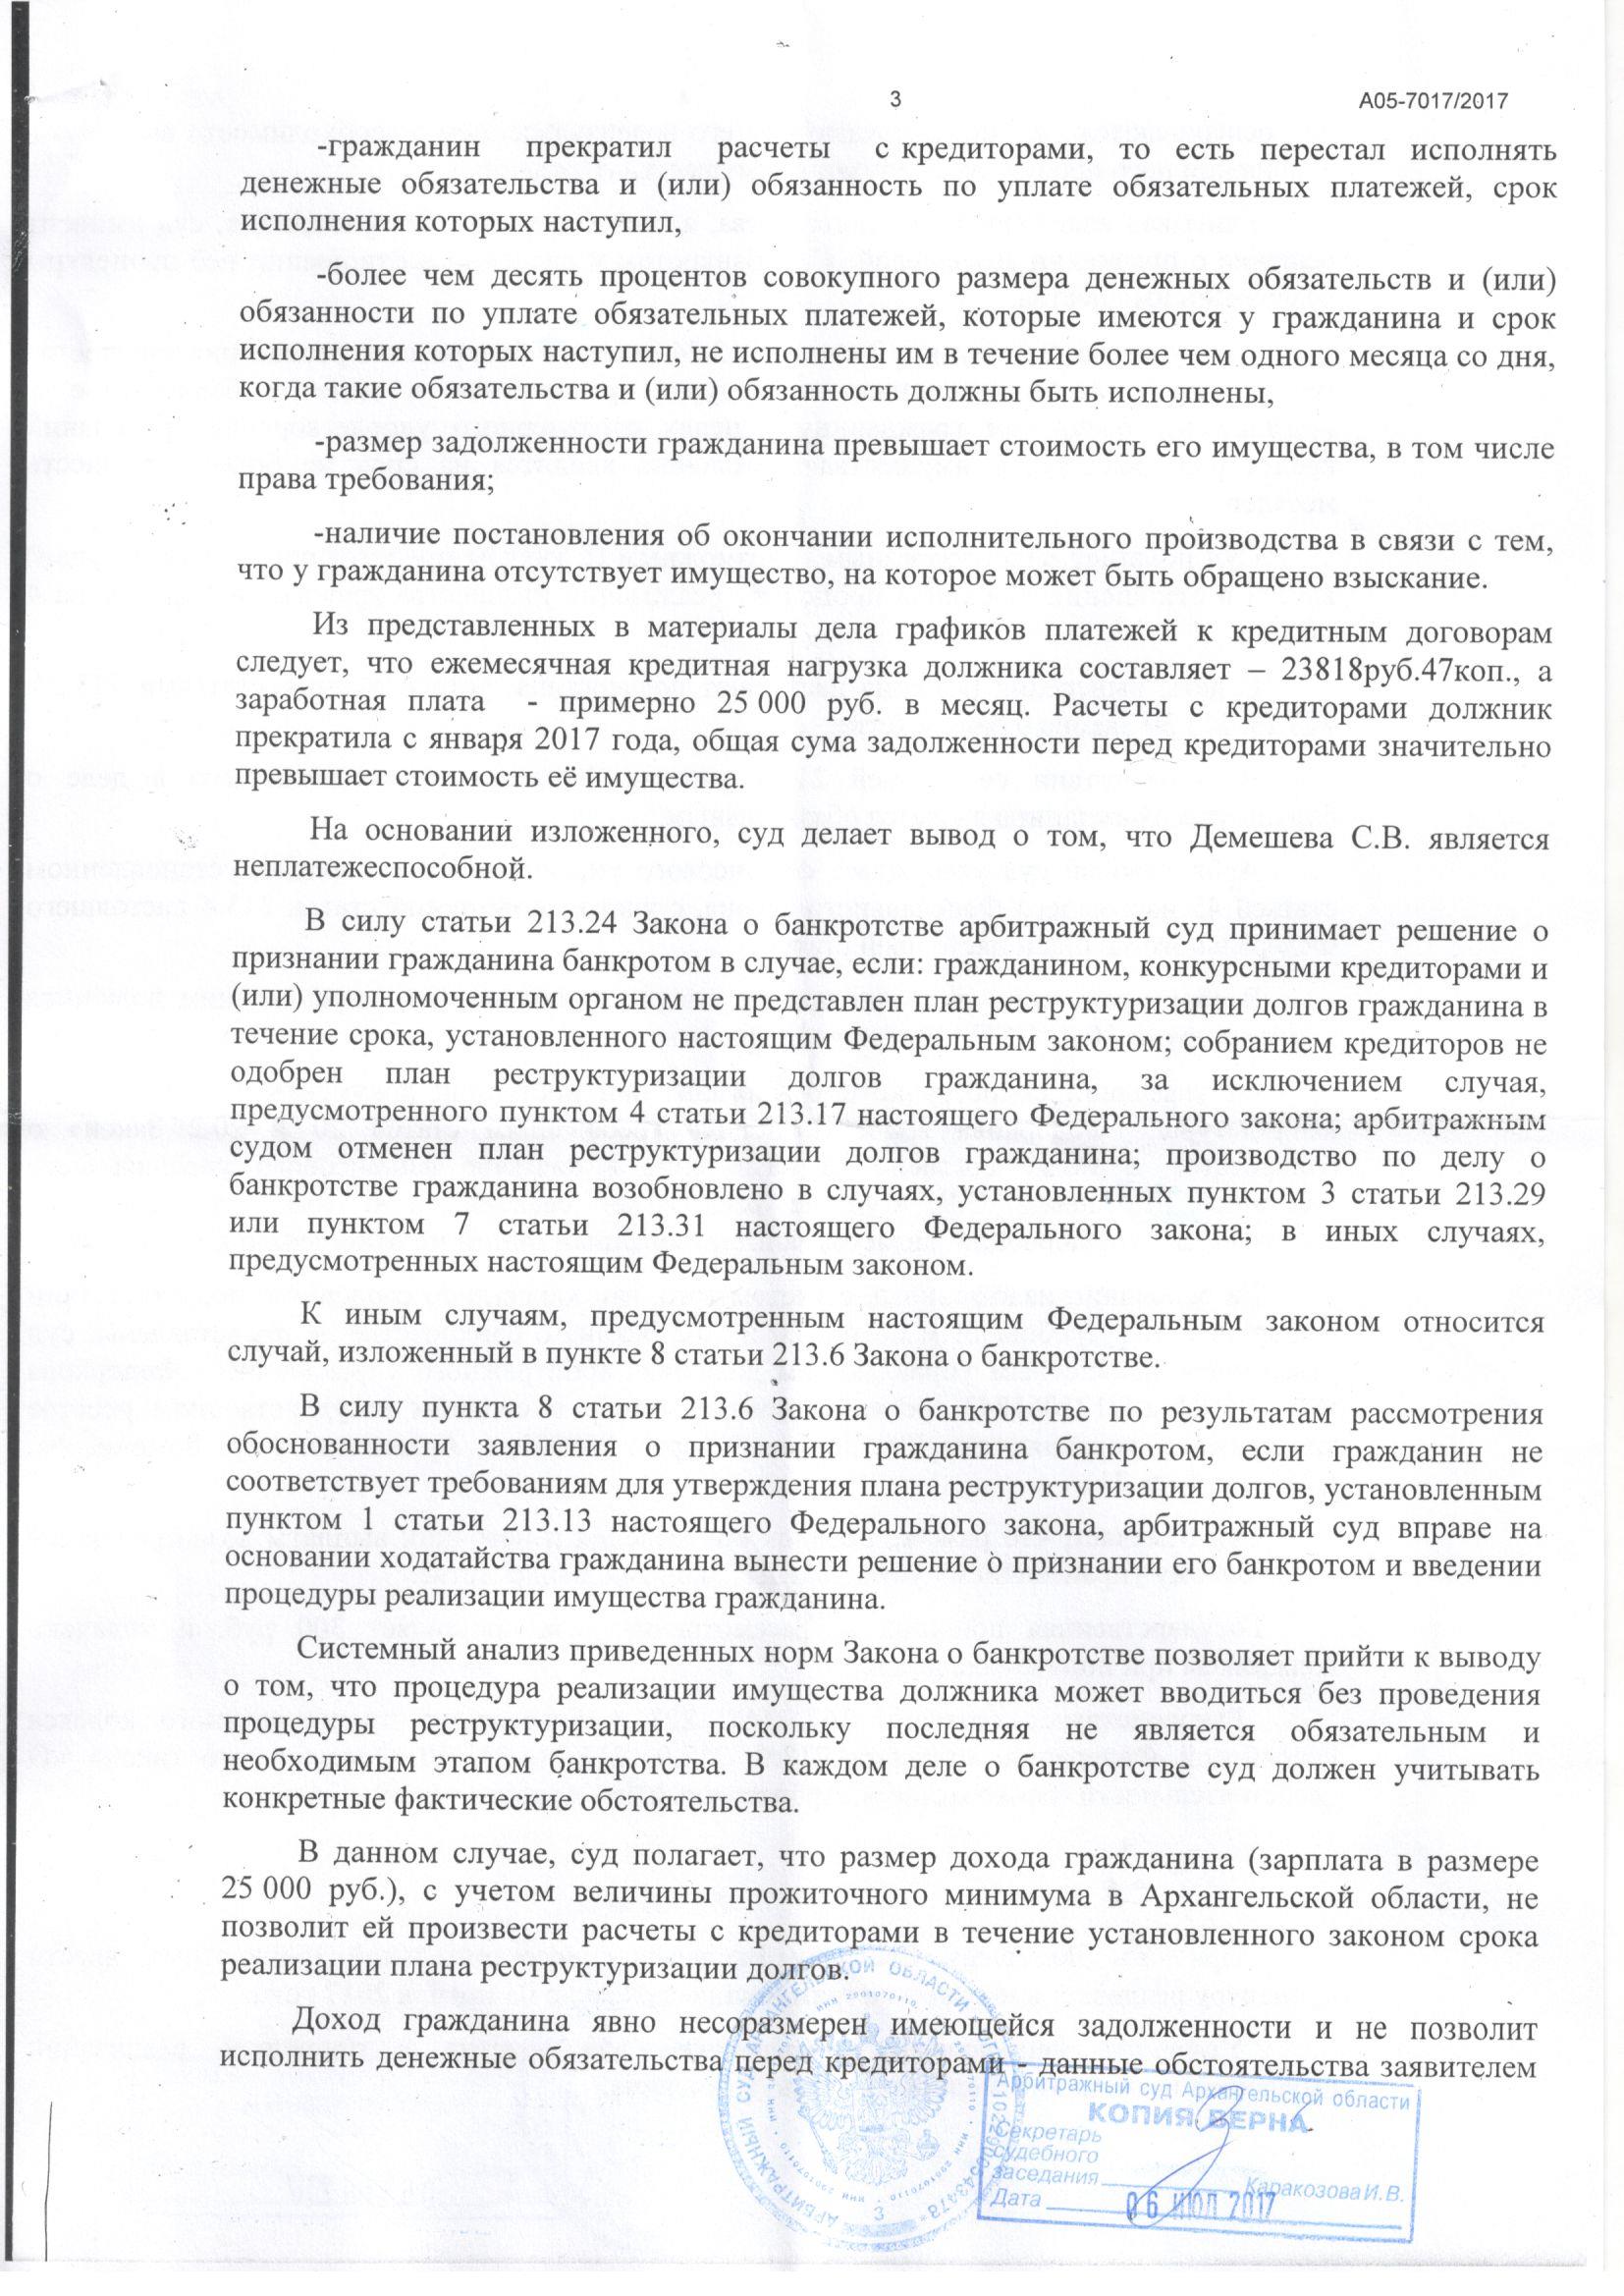 3
А05-7017/2017
-гражданин прекратил расчеты с кредиторами, то есть перестал исполнять
денежные обязательства и (или) обязанность по уплате обязательных платежей, срок
исполнения которых наступил,
-более чем десять процентов совокупного размера денежных обязательств и (или)
обязанности по уплате обязательных платежей, которые имеются у гражданина и срок
исполнения которых наступил, не исполнены им в течение более чем одного месяца со дня,
когда такие обязательства и (или) обязанность должны быть исполнены,
-размер задолженности гражданина превышает стоимость его имущества, в том числе
права требования;
-наличие постановления об окончании исполнительного производства в связи с тем,
что у гражданина отсутствует имущество, на которое может быть обращено взыскание.
Из представленных в материалы дела графиков платежей к кредитным договорам
следует, что ежемесячная кредитная нагрузка должника составляет – 23818руб.47коп., а
заработная плата - примерно 25 000 руб. в месяц. Расчеты с кредиторами должник
прекратила с января 2017 года, общая сума задолженности перед кредиторами значительно
превышает стоимость её имущества.
На основании изложенного, суд делает вывод о том, что Демешева С.В. является
неплатежеспособной.
В силу статьи 213.24 Закона о банкротстве арбитражный суд принимает решение о
признании гражданина банкротом в случае, если: гражданином, конкурсными кредиторами и
(или) уполномоченным органом не представлен план реструктуризации долгов гражданина в
течение срока, установленного настоящим Федеральным законом; собранием кредиторов не
одобрен план реструктуризации долгов гражданина, за исключением случая,
предусмотренного пунктом 4 статьи 213.17 настоящего Федерального закона; арбитражным
судом отменен план реструктуризации долгов гражданина; производство по делу о
банкротстве гражданина возобновлено в случаях, установленных пунктом 3 статьи 213.29
или пунктом 7 статьи 213.31 настоящего Федерального закона; в иных случаях,
предусмотренных настоящим Федеральным законом.
К иным случаям, предусмотренным настоящим Федеральным законом относится
случай, изложенный в пункте 8 статьи 213.6 Закона о банкротстве.
В силу пункта 8 статьи 213.6 Закона о банкротстве по результатам рассмотрения
обоснованности заявления о признании гражданина банкротом, если гражданин не
соответствует требованиям для утверждения плана реструктуризации долгов, установленным
пунктом 1 статьи 213.13 настоящего Федерального закона, арбитражный суд вправе на
основании ходатайства гражданина вынести решение о признании его банкротом и введении
процедуры реализации имущества гражданина.
Системный анализ приведенных норм Закона о банкротстве позволяет прийти к выводу
о том, что процедура реализации имущества должника может вводиться без проведения
процедуры реструктуризации, поскольку последняя не является обязательным и
необходимым этапом банкротства. В каждом деле о банкротстве суд должен учитывать
конкретные фактические обстоятельства.
В данном случае, суд полагает, что размер дохода гражданина (зарплата в размере
25 000 руб.), с учетом величины прожиточного минимума в Архангельской области, не
позволит ей произвести расчеты с кредиторами в течение установленного законом срока
реализации плана реструктуризации долгов.
Доход гражданина явно несоразмерен имеющейся задолженности и не позволит
исполнить денежные обязательства перед кредиторами - данные обстоятельства заявителем
АРБИТРАЖНЫЙ СУД АРХАНГЕЛЬСКОЙ ОБЛАСТИ
ИНН 2901070110
3
Арбитражный суд Архангельской области
КОПИЯ ВЕРНА
Секретарь
судебного
заседания
Каракозова И.В.
Дата
06 ИЮЛ 2017